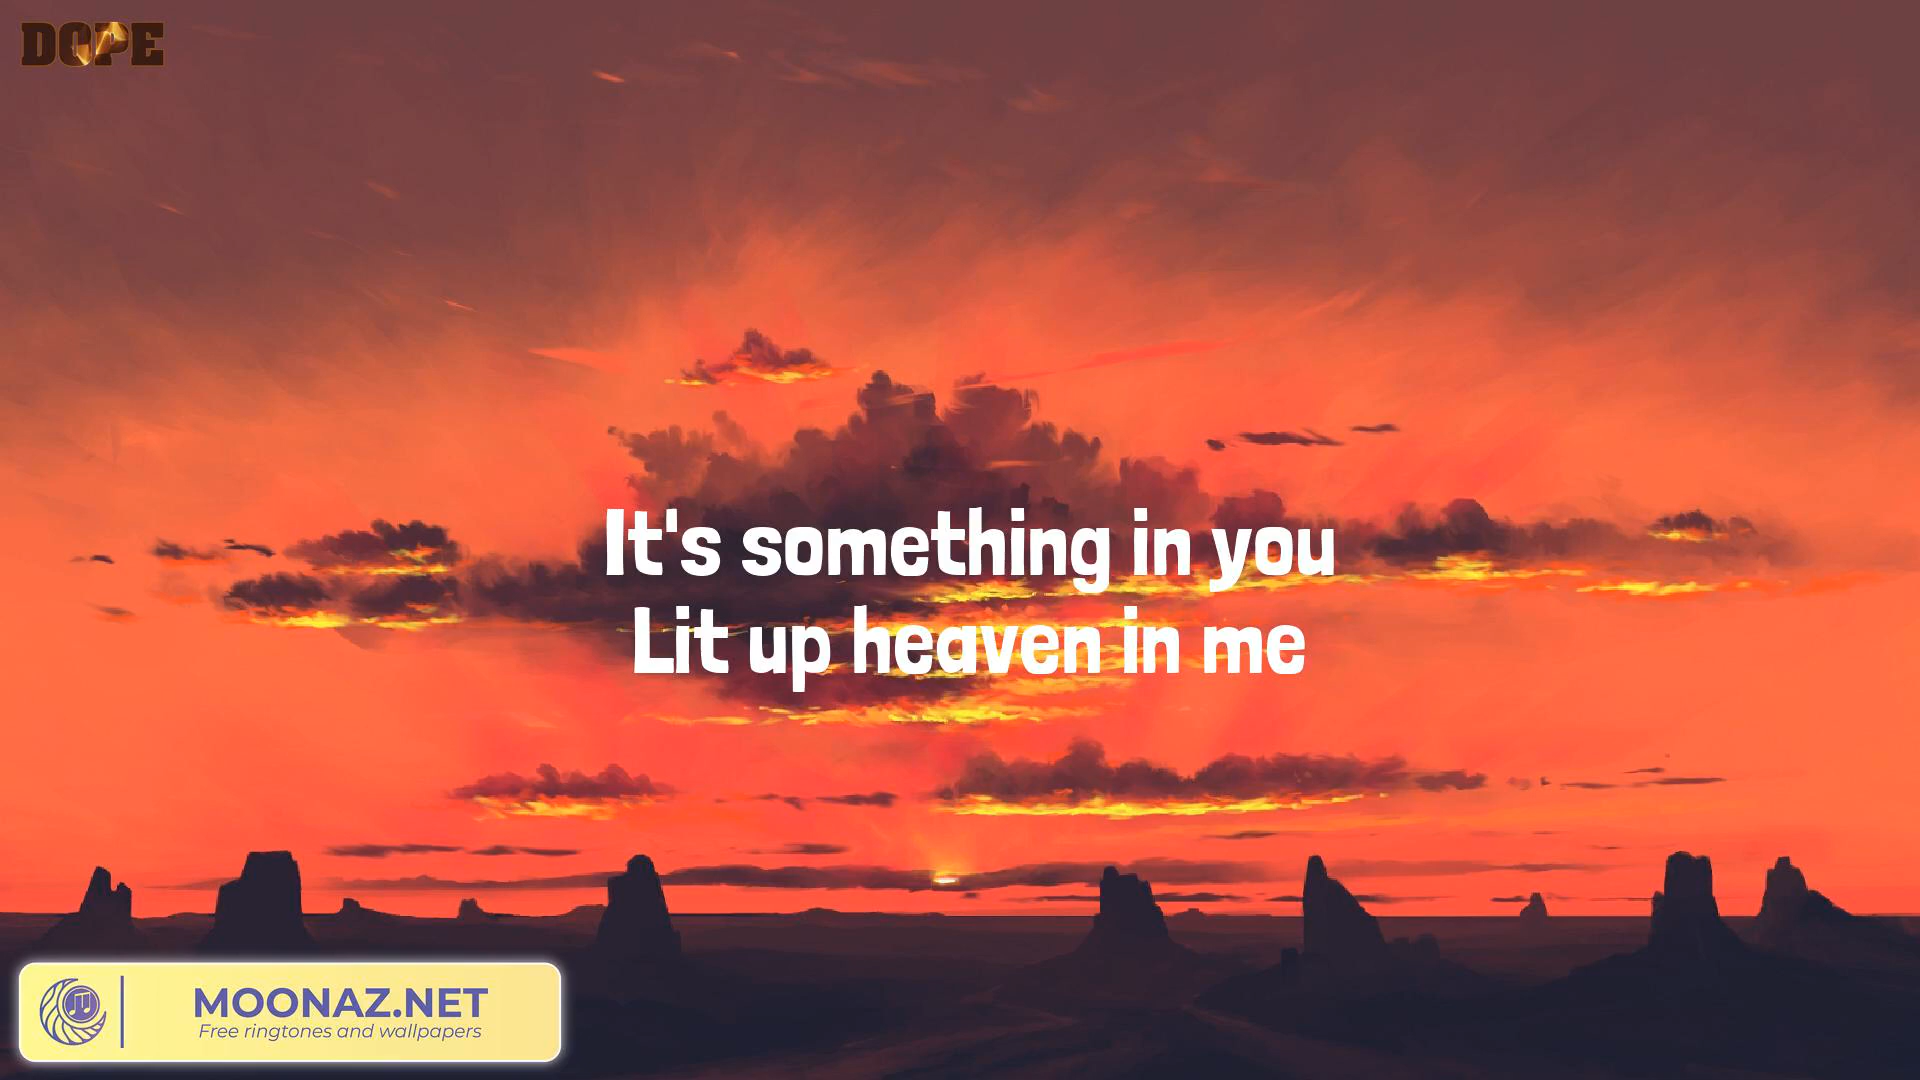 DOPE
It's something in you
Lit up heaven in me
MOONAZ.NET
Free ringtones and wallpapers